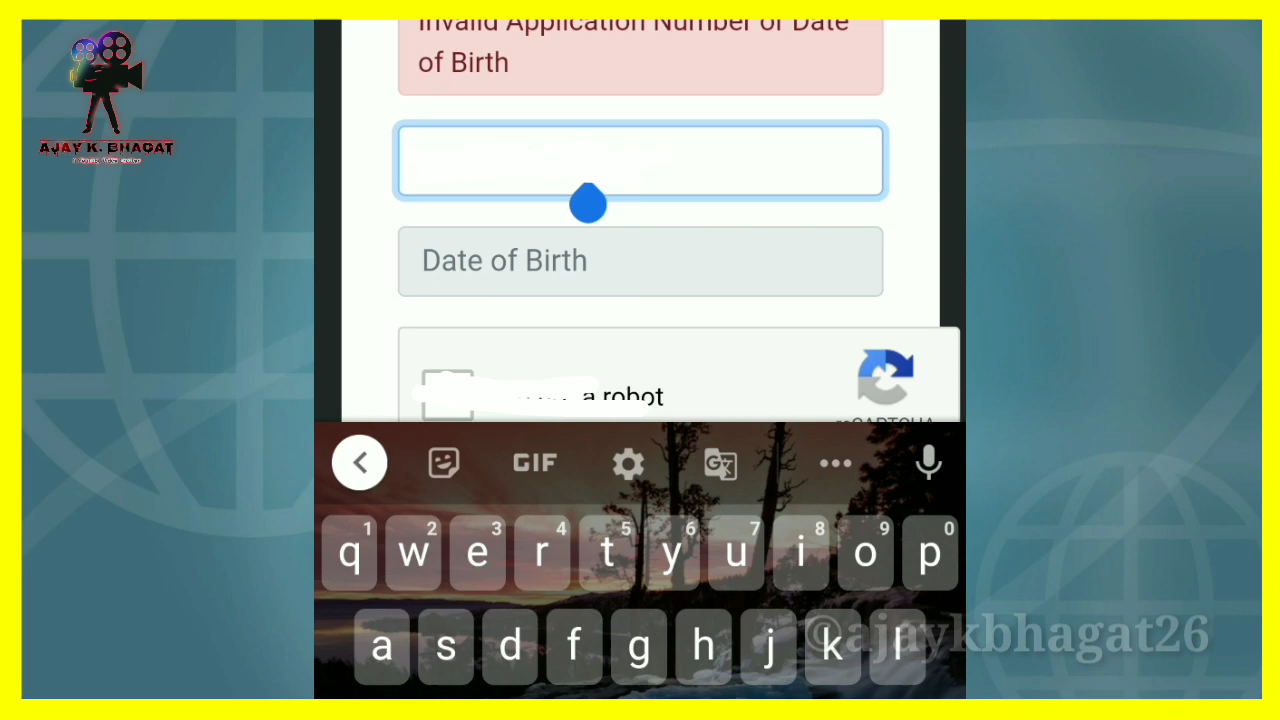 Invalid Application Number or Date
of Birth
AJAY K. BHAGAT
Date of Birth
a robot
reCAPTCHA
GIF
1 2 3 4 5 6 7 8 9 0
q w e r t y u i o p
a s d f g h j k l
©ajaykbhagat26